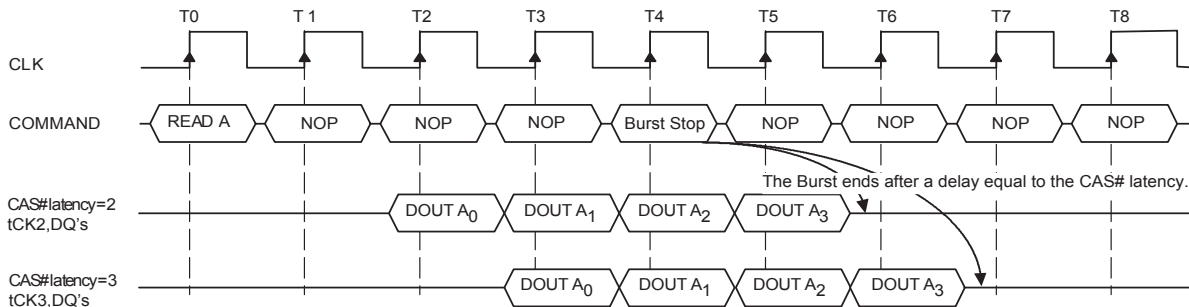 T0 T1 T2 T3 T4 T5 T6 T7 T8
CLK
COMMAND READ A NOP NOP NOP Burst Stop NOP NOP NOP NOP
The Burst ends after a delay equal to the CAS# latency.
CAS#latency=2
tCK2,DQ's
DOUT A0 DOUT A1 DOUT A2 DOUT A3
CAS#latency=3
tCK3,DQ's
DOUT A0 DOUT A1 DOUT A2 DOUT A3